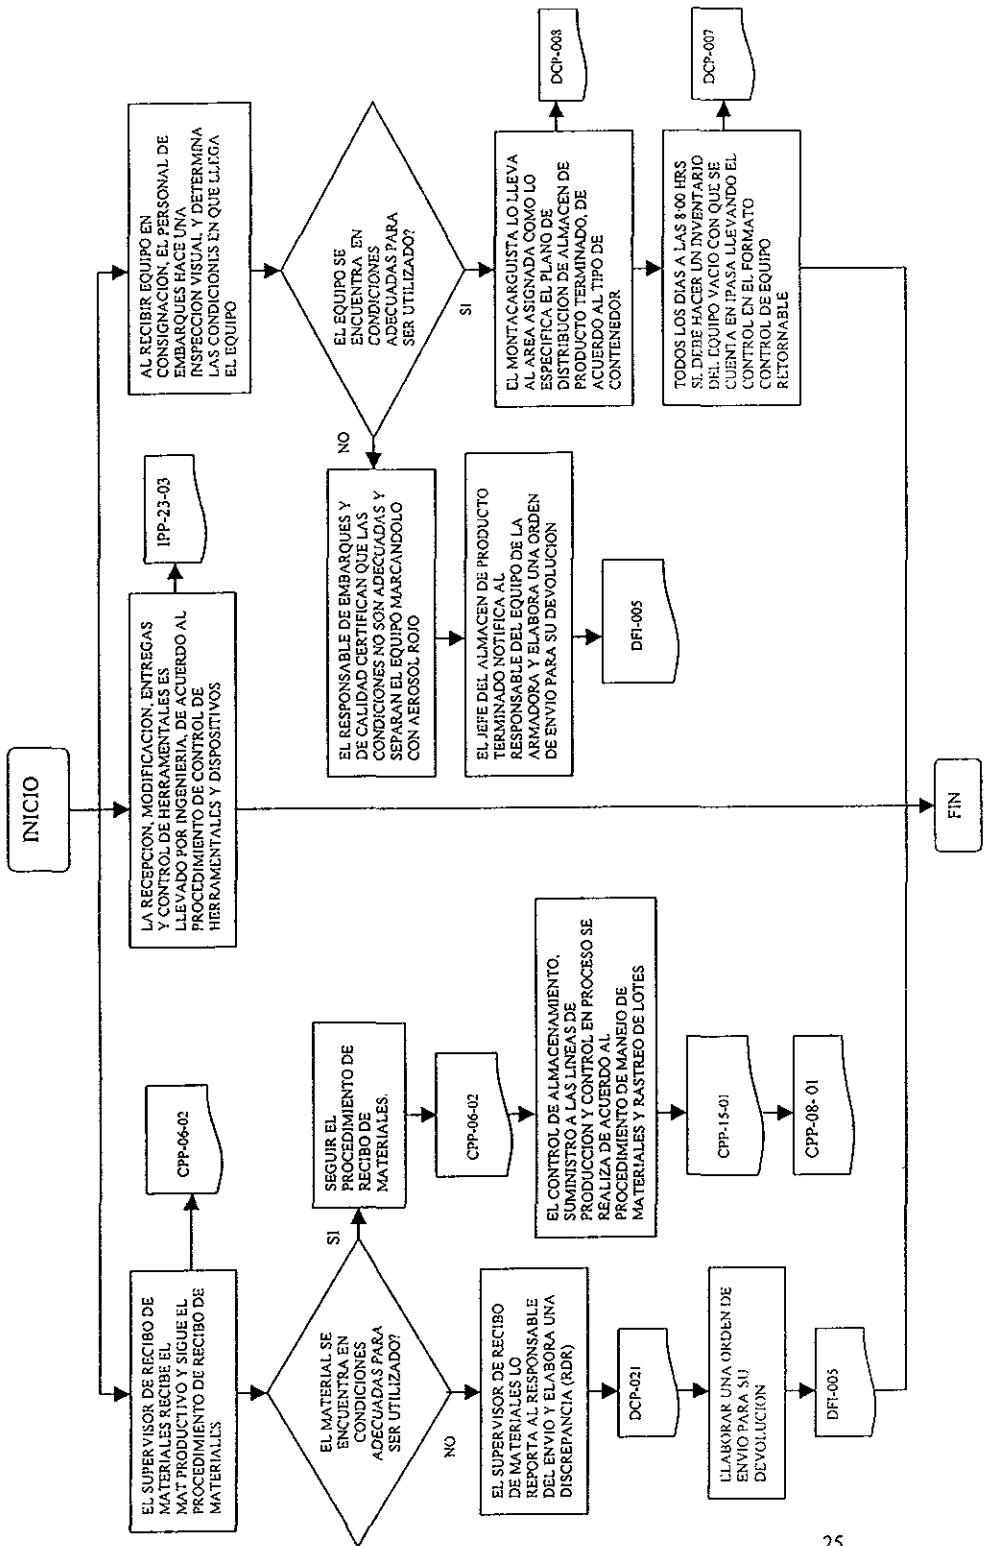 INICIO
EL SUPERVISOR DE RECIBO DE
MATERIALES RECIBE EL
MAT PRODUCTIVO Y SIGUE EL
PROCEDIMIENTO DE RECIBO DE
MATERIALES
CPP-06-02
EL MATERIAL SE
ENCUENTRA EN
CONDICIONES
ADECUADAS PARA
SER UTILIZADO?
SI
NO
SEGUIR EL
PROCEDIMIENTO DE
RECIBO DE
MATERIALES.
CPP-06-02
EL CONTROL DE ALMACENAMIENTO,
SUMINISTRO A LAS LINEAS DE
PRODUCCION Y CONTROL EN PROCESO SE
REALIZA DE ACUERDO AL
PROCEDIMIENTO DE MANEJO DE
MATERIALES Y RASTREO DE LOTES
CPP-15-01
CPP-08- 01
EL SUPERVISOR DE RECIBO
DE MATERIALES LO
REPORTA AL RESPONSABLE
DEL ENVIO Y ELABORA UNA
DISCREPANCIA (RDR)
DCP-021
ELABORAR UNA ORDEN DE
ENVIO PARA SU
DEVOLUCION
DFI-005
LA RECEPCION, MODIFICACION, ENTREGAS
Y CONTROL DE HERRAMENTALES ES
LLEVADO POR INGENIERIA, DE ACUERDO AL
PROCEDIMIENTO DE CONTROL DE
HERRAMENTALES Y DISPOSITIVOS
IPP-23-03
AL RECIBIR EQUIPO EN
CONSIGNACION, EL PERSONAL DE
EMBARQUES HACE UNA
INSPECCION VISUAL, Y DETERMINA
LAS CONDICIONES EN QUE LLEGA
EL EQUIPO
EL EQUIPO SE
ENCUENTRA EN
CONDICIONES
ADECUADAS PARA
SER UTILIZADO?
NO
SI
EL RESPONSABLE DE EMBARQUES Y
DE CALIDAD CERTIFICAN QUE LAS
CONDICIONES NO SON ADECUADAS Y
SEPARAN EL EQUIPO MARCANDOLO
CON AEROSOL ROJO
EL JEFE DEL ALMACEN DE PRODUCTO
TERMINADO NOTIFICA AL
RESPONSABLE DEL EQUIPO DE LA
ARMADORA Y ELABORA UNA ORDEN
DE ENVIO PARA SU DEVOLUCION
DFI-005
EL MONTACARGUISTA LO LLEVA
AL AREA ASIGNADA COMO LO
ESPECIFICA EL PLANO DE
DISTRIBUCION DE ALMACEN DE
PRODUCTO TERMINADO, DE
ACUERDO AL TIPO DE
CONTENEDOR
DCP-008
TODOS LOS DIAS A LAS 8:00 HRS
SE DEBE HACER UN INVENTARIO
DEL EQUIPO VACIO CON QUE SE
CUENTA EN IPASA LLEVANDO EL
CONTROL EN EL FORMATO
CONTROL DE EQUIPO
RETORNABLE
DCP-007
FIN
25